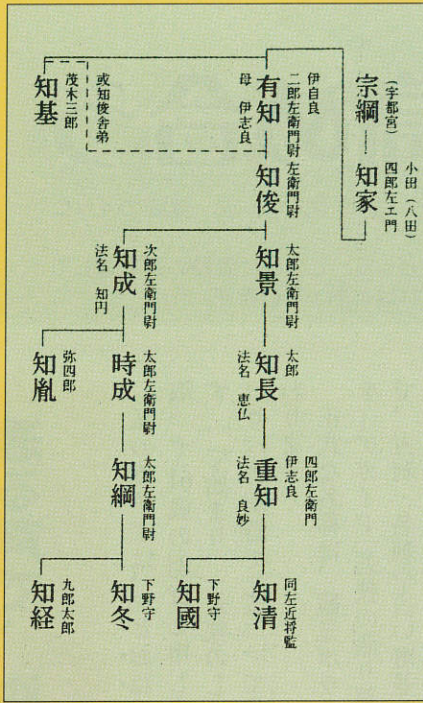 (宇都宮)
宗綱
小田(八田)
四郎左エ門
知家
伊自良
二郎左衛門尉
有知
母 伊志良
或知俊舎弟
茂木三郎
知基
左衛門尉
知俊
太郎左衛門尉
知景
次郎左衛門尉
知成
法名 知円
太郎
知長
法名 恵仏
太郎左衛門尉
時成
弥四郎
知胤
四郎左衛門
伊志良
重知
法名 良妙
太郎左衛門尉
知綱
同左近将監
知清
下野守
知國
下野守
知冬
九郎太郎
知経